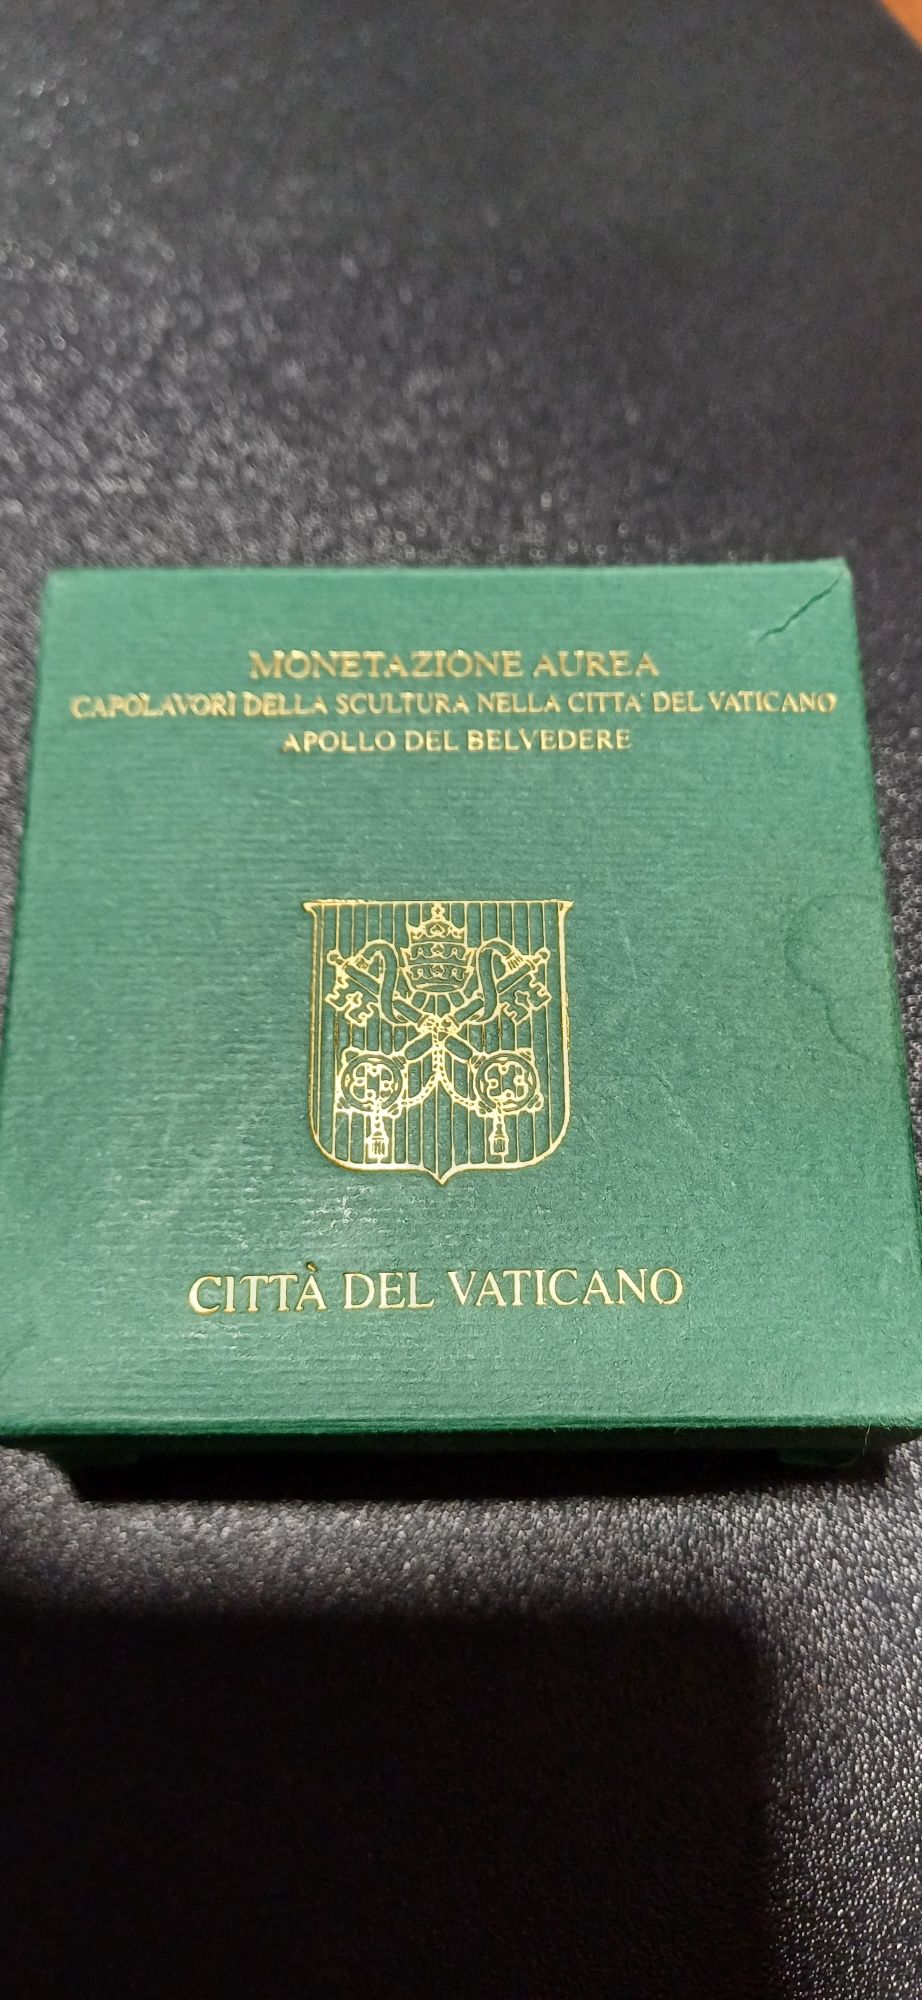 MONETAZIONE AUREA
CAPOLAVORI DELLA SCULTURA NELLA CITTA' DEL VATICANO
APOLLO DEL BELVEDERE
CITTÀ DEL VATICANO